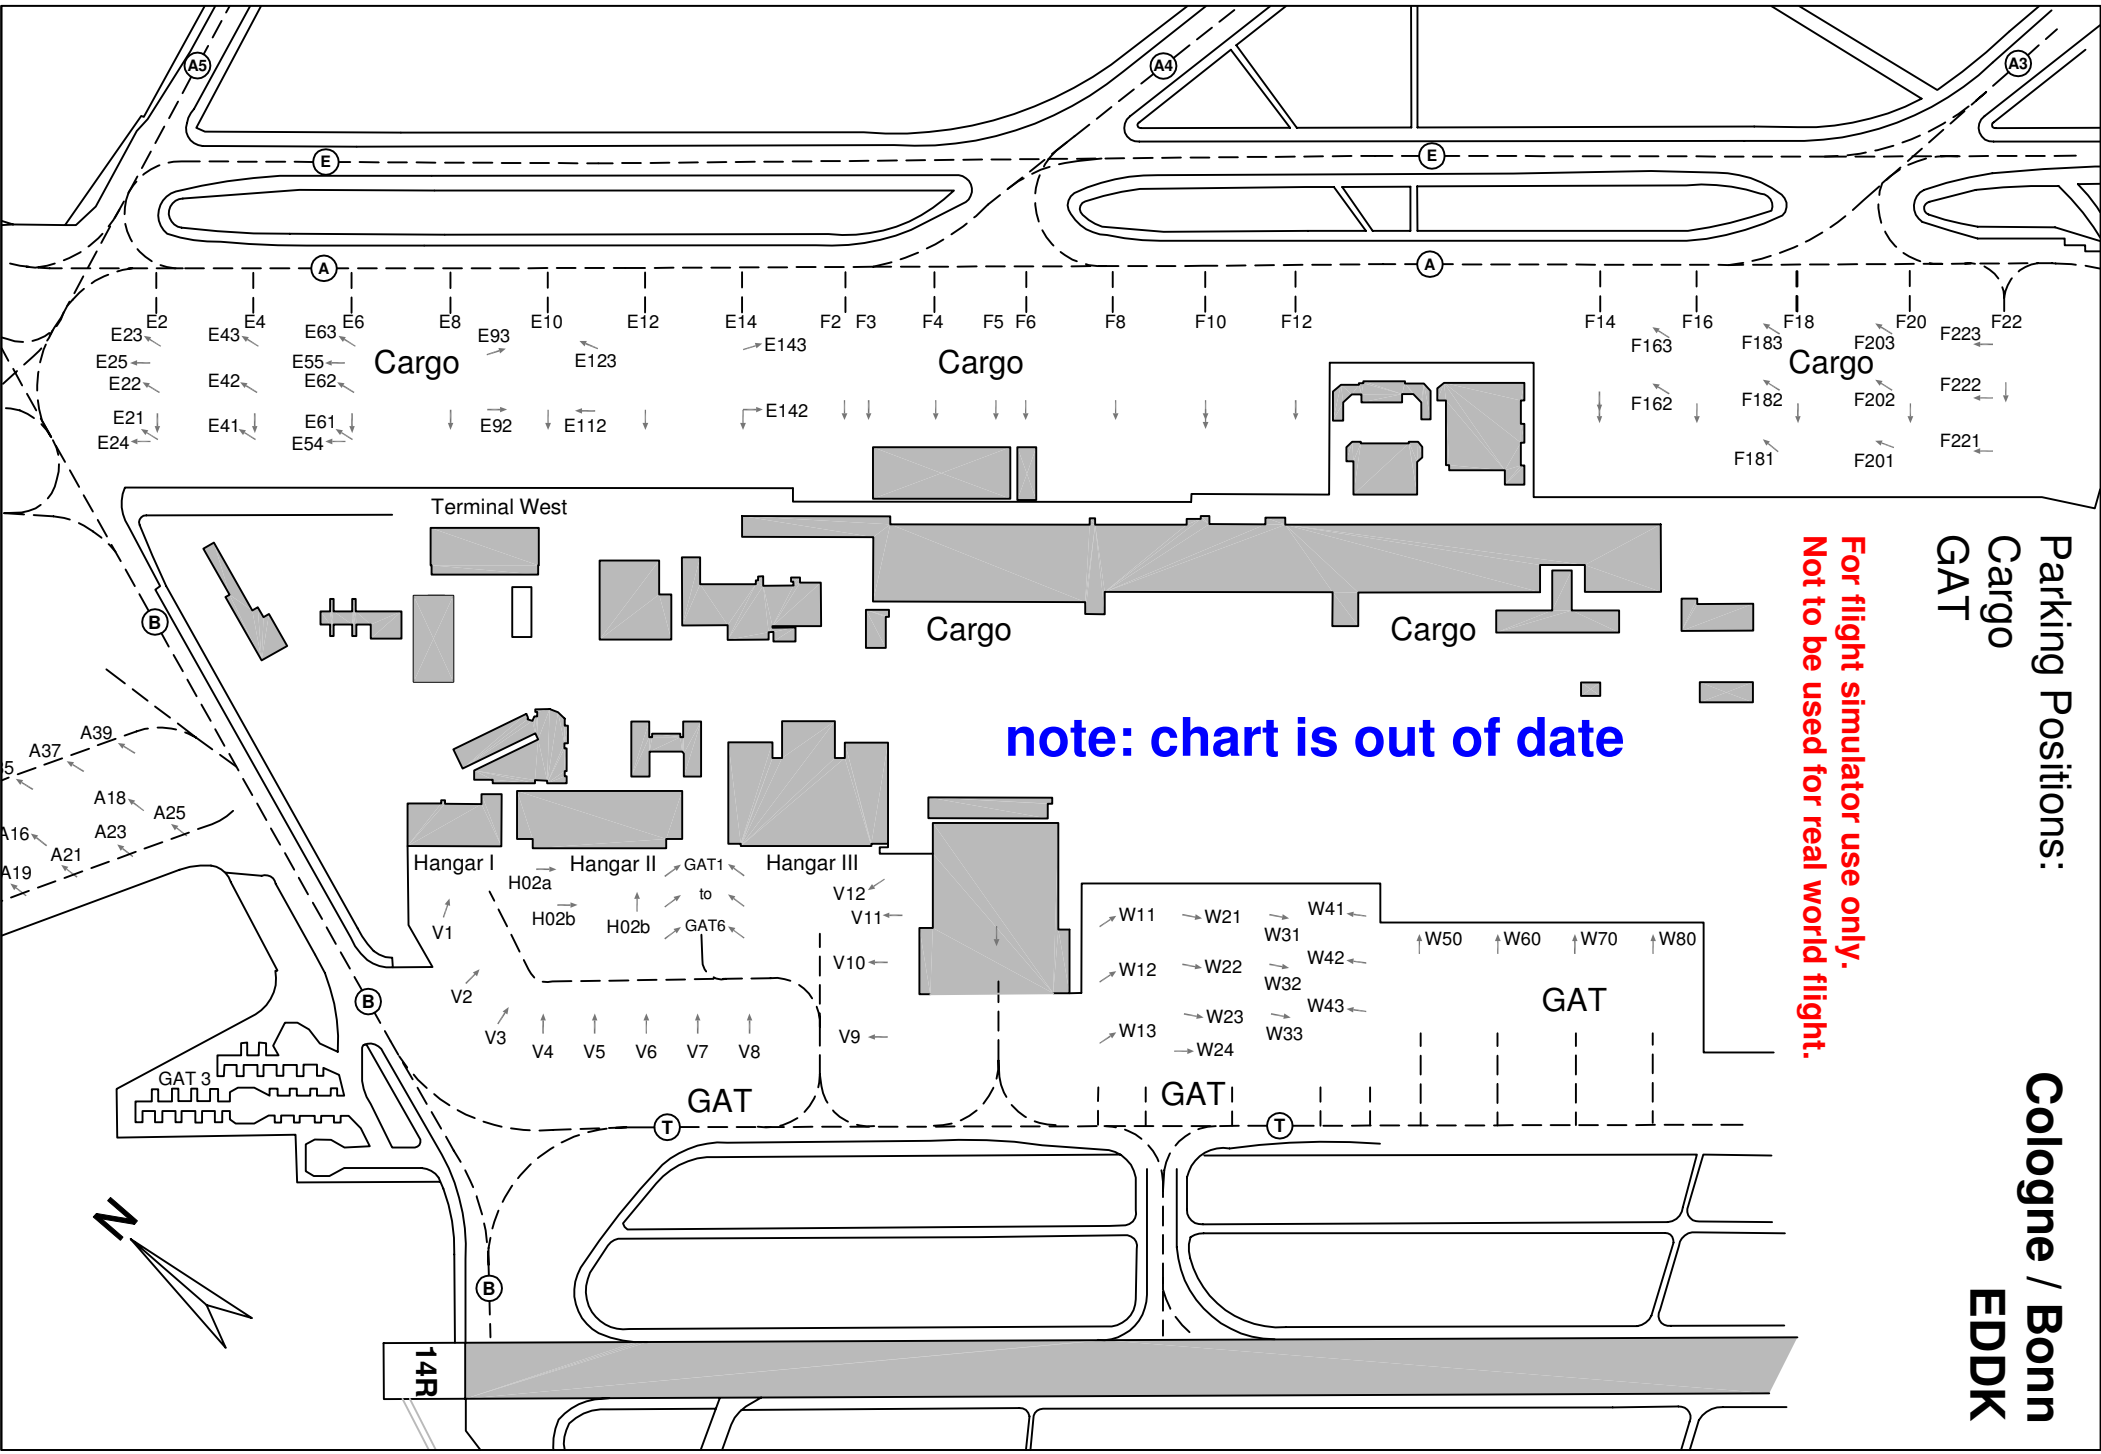 A5
A4
A3
E
E
A
A
E2
E4
E6
E8
E10
E12
E14
F2
F3
F4
F5
F6
F8
F10
F12
F14
F16
F18
F20
F22
E23
E43
E63
E93
E123
E143
F163
F183
F203
F223
E25
E55
Cargo
Cargo
Cargo
E22
E42
E62
F162
F182
F202
F222
E21
E41
E61
E92
E112
E142
E24
E54
F181
F201
F221
Terminal West
Parking Positions:
Cargo
GAT
For flight simulator use only.
Not to be used for real world flight.
B
Cargo
Cargo
note: chart is out of date
A39
A37
35
A18
A25
A16
A23
A21
A19
Hangar I
Hangar II
Hangar III
GAT1
to
GAT6
H02a
H02b
H02b
V12
V11
V10
V9
V1
V2
V3
V4
V5
V6
V7
V8
W11
W21
W31
W41
W12
W22
W32
W42
W13
W23
W33
W43
W24
W50
W60
W70
W80
GAT
B
GAT 3
GAT
GAT
T
T
Cologne / Bonn
EDDK
N
B
14R